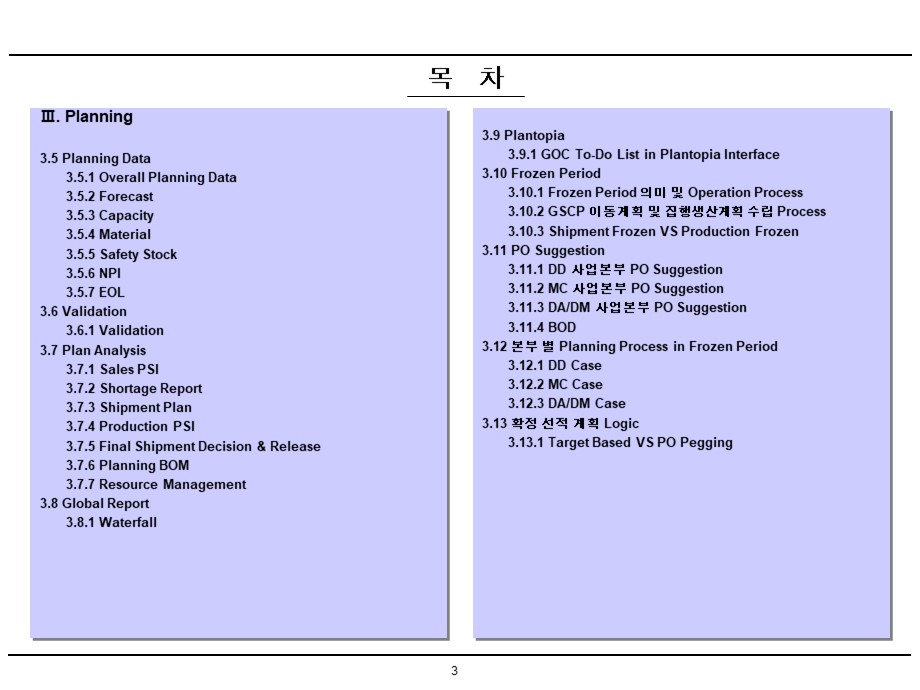 목 차
Ⅲ. Planning
3.5 Planning Data
3.5.1 Overall Planning Data
3.5.2 Forecast
3.5.3 Capacity
3.5.4 Material
3.5.5 Safety Stock
3.5.6 NPI
3.5.7 EOL
3.6 Validation
3.6.1 Validation
3.7 Plan Analysis
3.7.1 Sales PSI
3.7.2 Shortage Report
3.7.3 Shipment Plan
3.7.4 Production PSI
3.7.5 Final Shipment Decision & Release
3.7.6 Planning BOM
3.7.7 Resource Management
3.8 Global Report
3.8.1 Waterfall
3.9 Plantopia
3.9.1 GOC To-Do List in Plantopia Interface
3.10 Frozen Period
3.10.1 Frozen Period 의미 및 Operation Process
3.10.2 GSCP 이동계획 및 집행생산계획 수립 Process
3.10.3 Shipment Frozen VS Production Frozen
3.11 PO Suggestion
3.11.1 DD 사업본부 PO Suggestion
3.11.2 MC 사업본부 PO Suggestion
3.11.3 DA/DM 사업본부 PO Suggestion
3.11.4 BOD
3.12 본부 별 Planning Process in Frozen Period
3.12.1 DD Case
3.12.2 MC Case
3.12.3 DA/DM Case
3.13 확정 선적 계획 Logic
3.13.1 Target Based VS PO Pegging
3